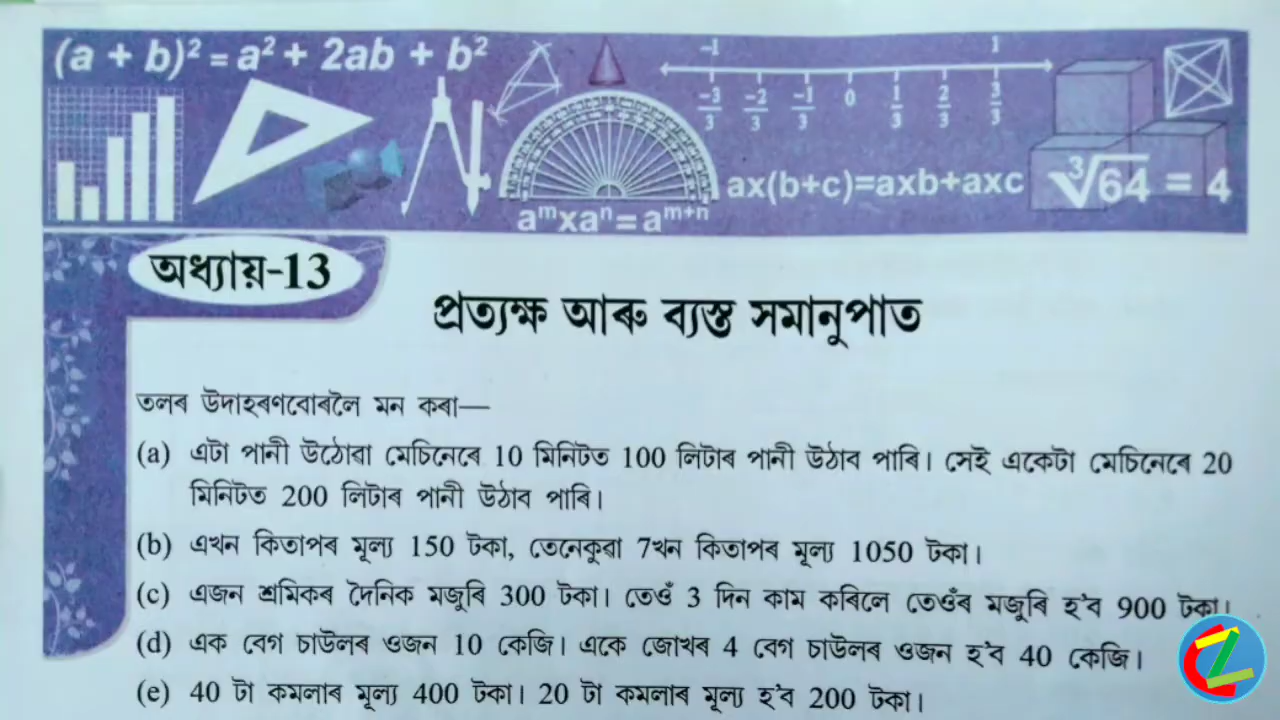 (a + b)² = a² + 2ab + b²
-1 1
-3/3 -2/3 -1/3 0 1/3 2/3 3/3
ax(b+c)=axb+axc
∛64 = 4
aᵐxaⁿ=aᵐ⁺ⁿ
অধ্যায়-13
প্ৰত্যক্ষ আৰু ব্যস্ত সমানুপাত
তলৰ উদাহৰণবোৰলৈ মন কৰা—
(a) এটা পানী উঠোৱা মেচিনেৰে 10 মিনিটত 100 লিটাৰ পানী উঠাব পাৰি। সেই একেটা মেচিনেৰে 20
মিনিটত 200 লিটাৰ পানী উঠাব পাৰি।
(b) এখন কিতাপৰ মূল্য 150 টকা, তেনেকুৱা 7খন কিতাপৰ মূল্য 1050 টকা।
(c) এজন শ্ৰমিকৰ দৈনিক মজুৰি 300 টকা। তেওঁ 3 দিন কাম কৰিলে তেওঁৰ মজুৰি হ'ব 900 টকা।
(d) এক বেগ চাউলৰ ওজন 10 কেজি। একে জোখৰ 4 বেগ চাউলৰ ওজন হ'ব 40 কেজি।
(e) 40 টা কমলাৰ মূল্য 400 টকা। 20 টা কমলাৰ মূল্য হ'ব 200 টকা।